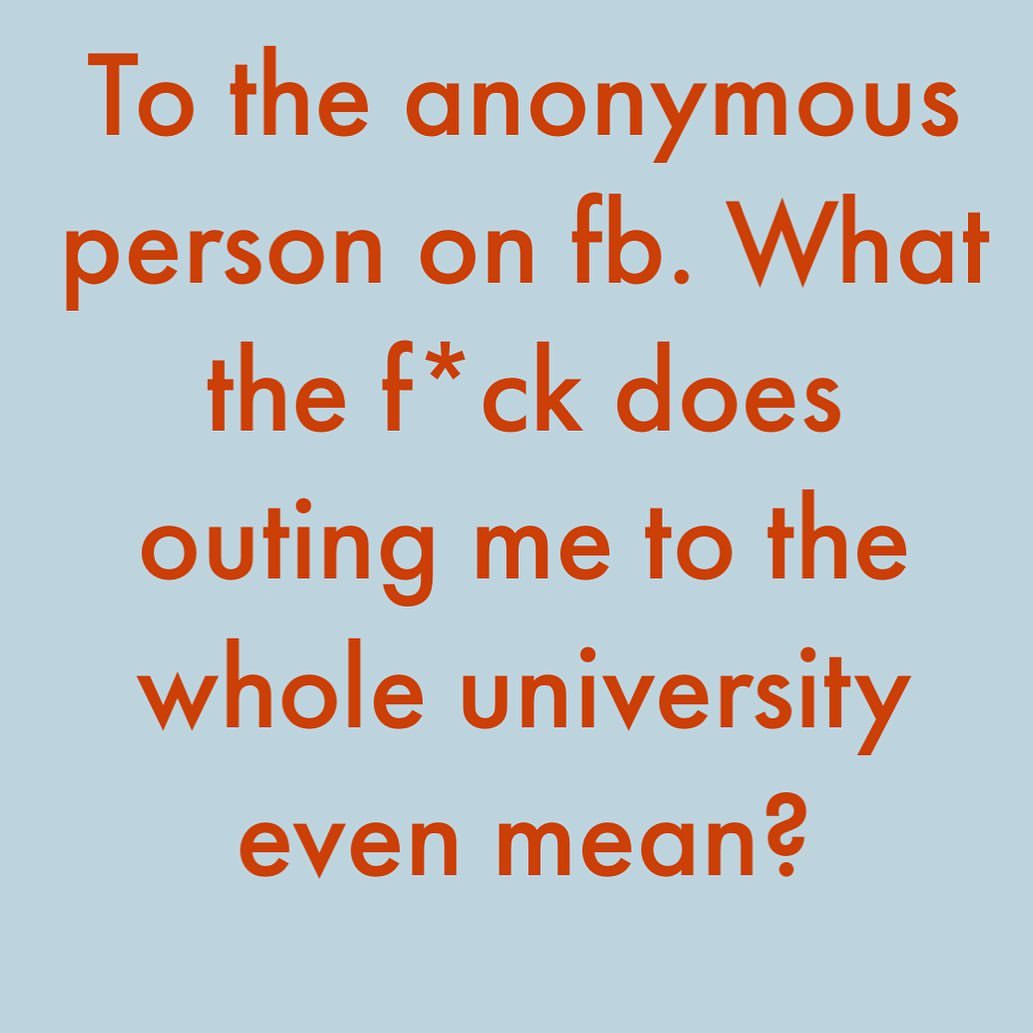 To the anonymous
person on fb. What
the f*ck does
outing me to the
whole university
even mean?